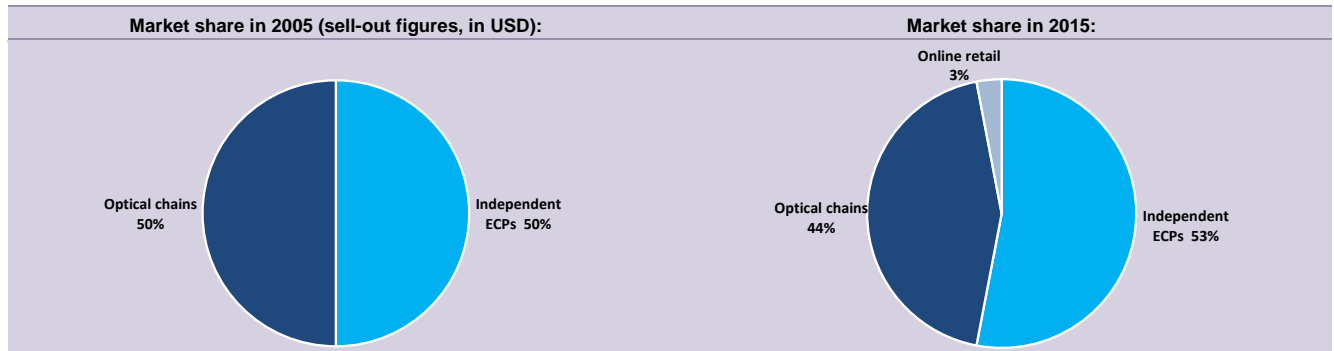 Market share in 2005 (sell-out figures, in USD):
Market share in 2015:
Optical chains
50%
Independent
ECPs 50%
Online retail
3%
Optical chains
44%
Independent
ECPs 53%